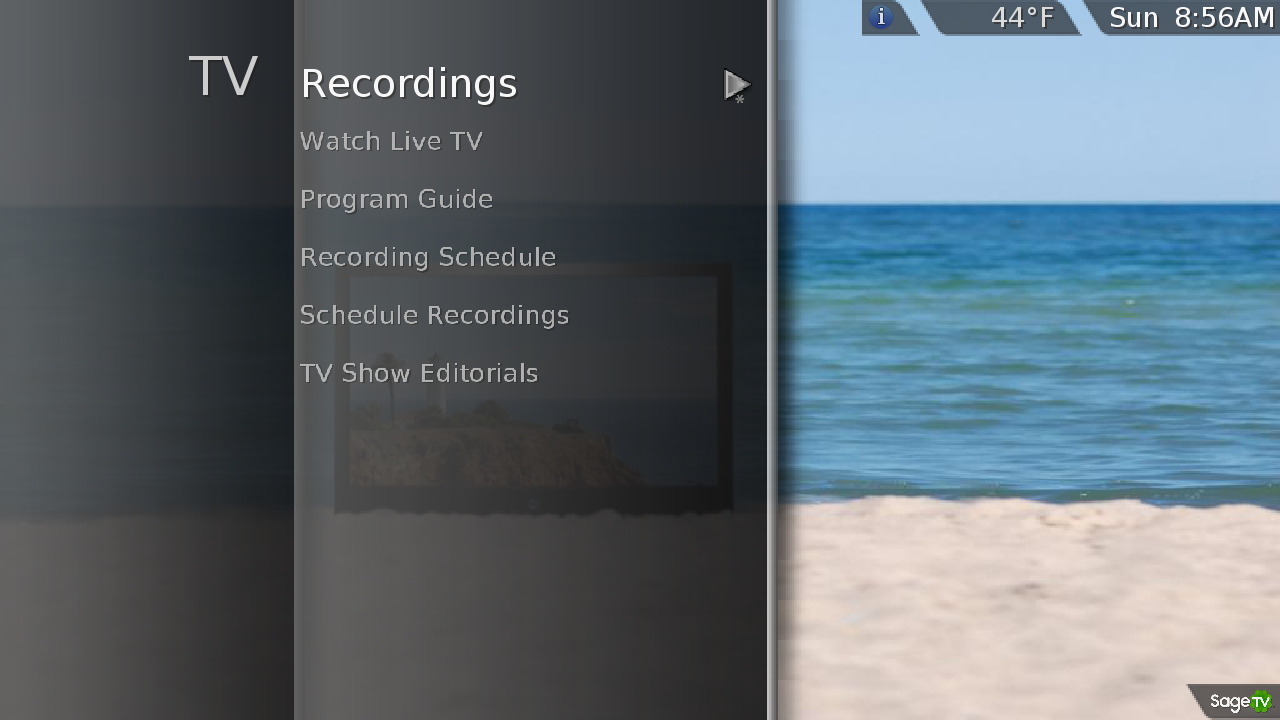 44°F
Sun 8:56AM
TV
Recordings
Watch Live TV
Program Guide
Recording Schedule
Schedule Recordings
TV Show Editorials
SageTV